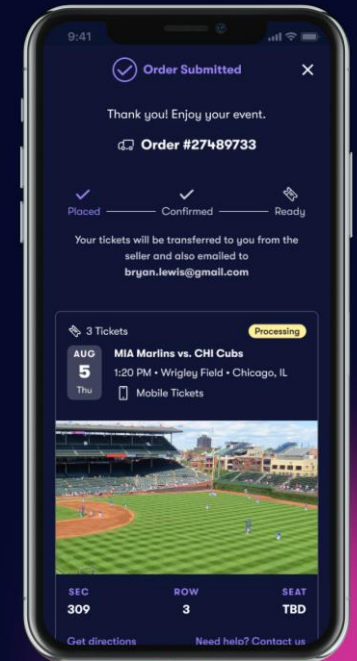 9:41
Order Submitted
Thank you! Enjoy your event.
Order #27489733
Placed
Confirmed
Ready
Your tickets will be transferred to you from the
seller and also emailed to
bryan.lewis@gmail.com
3 Tickets
Processing
AUG
5
Thu
MIA Marlins vs. CHI Cubs
1:20 PM • Wrigley Field • Chicago, IL
Mobile Tickets
SEC
ROW
SEAT
309
3
TBD
Get directions
Need help? Contact us